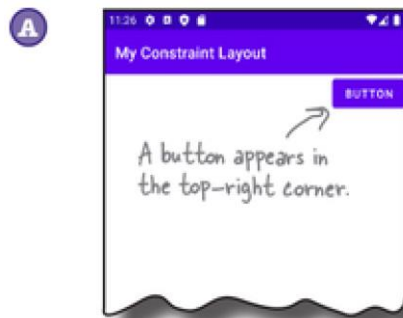 A
11:26
My Constraint Layout
BUTTON
A button appears in
the top-right corner.